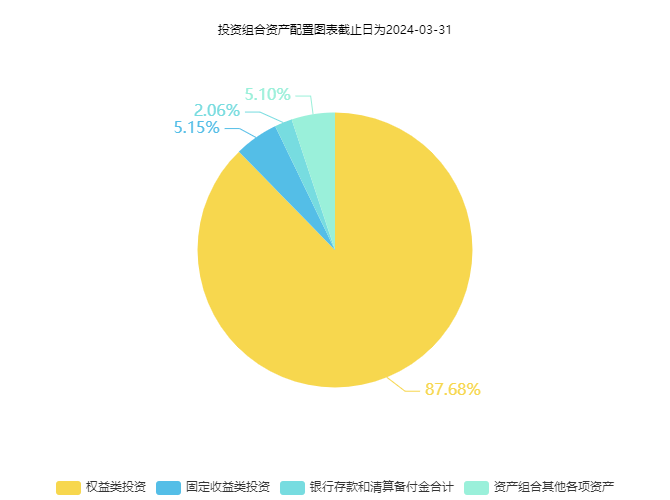 投资组合资产配置图表截止日为2024-03-31
5.10%
2.06%
5.15%
87.68%
权益类投资 固定收益类投资 银行存款和清算备付金合计 资产组合其他各项资产